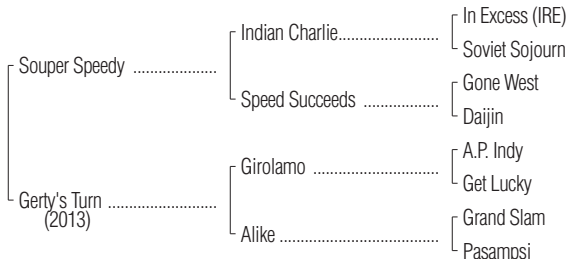 In Excess (IRE)
Indian Charlie....................
Soviet Sojourn
Souper Speedy .................
Gone West
Speed Succeeds ...............
Daijin
A.P. Indy
Girolamo .........................
Get Lucky
Gerty's Turn ......................
(2013)
Grand Slam
Alike ................................
Pasampsi